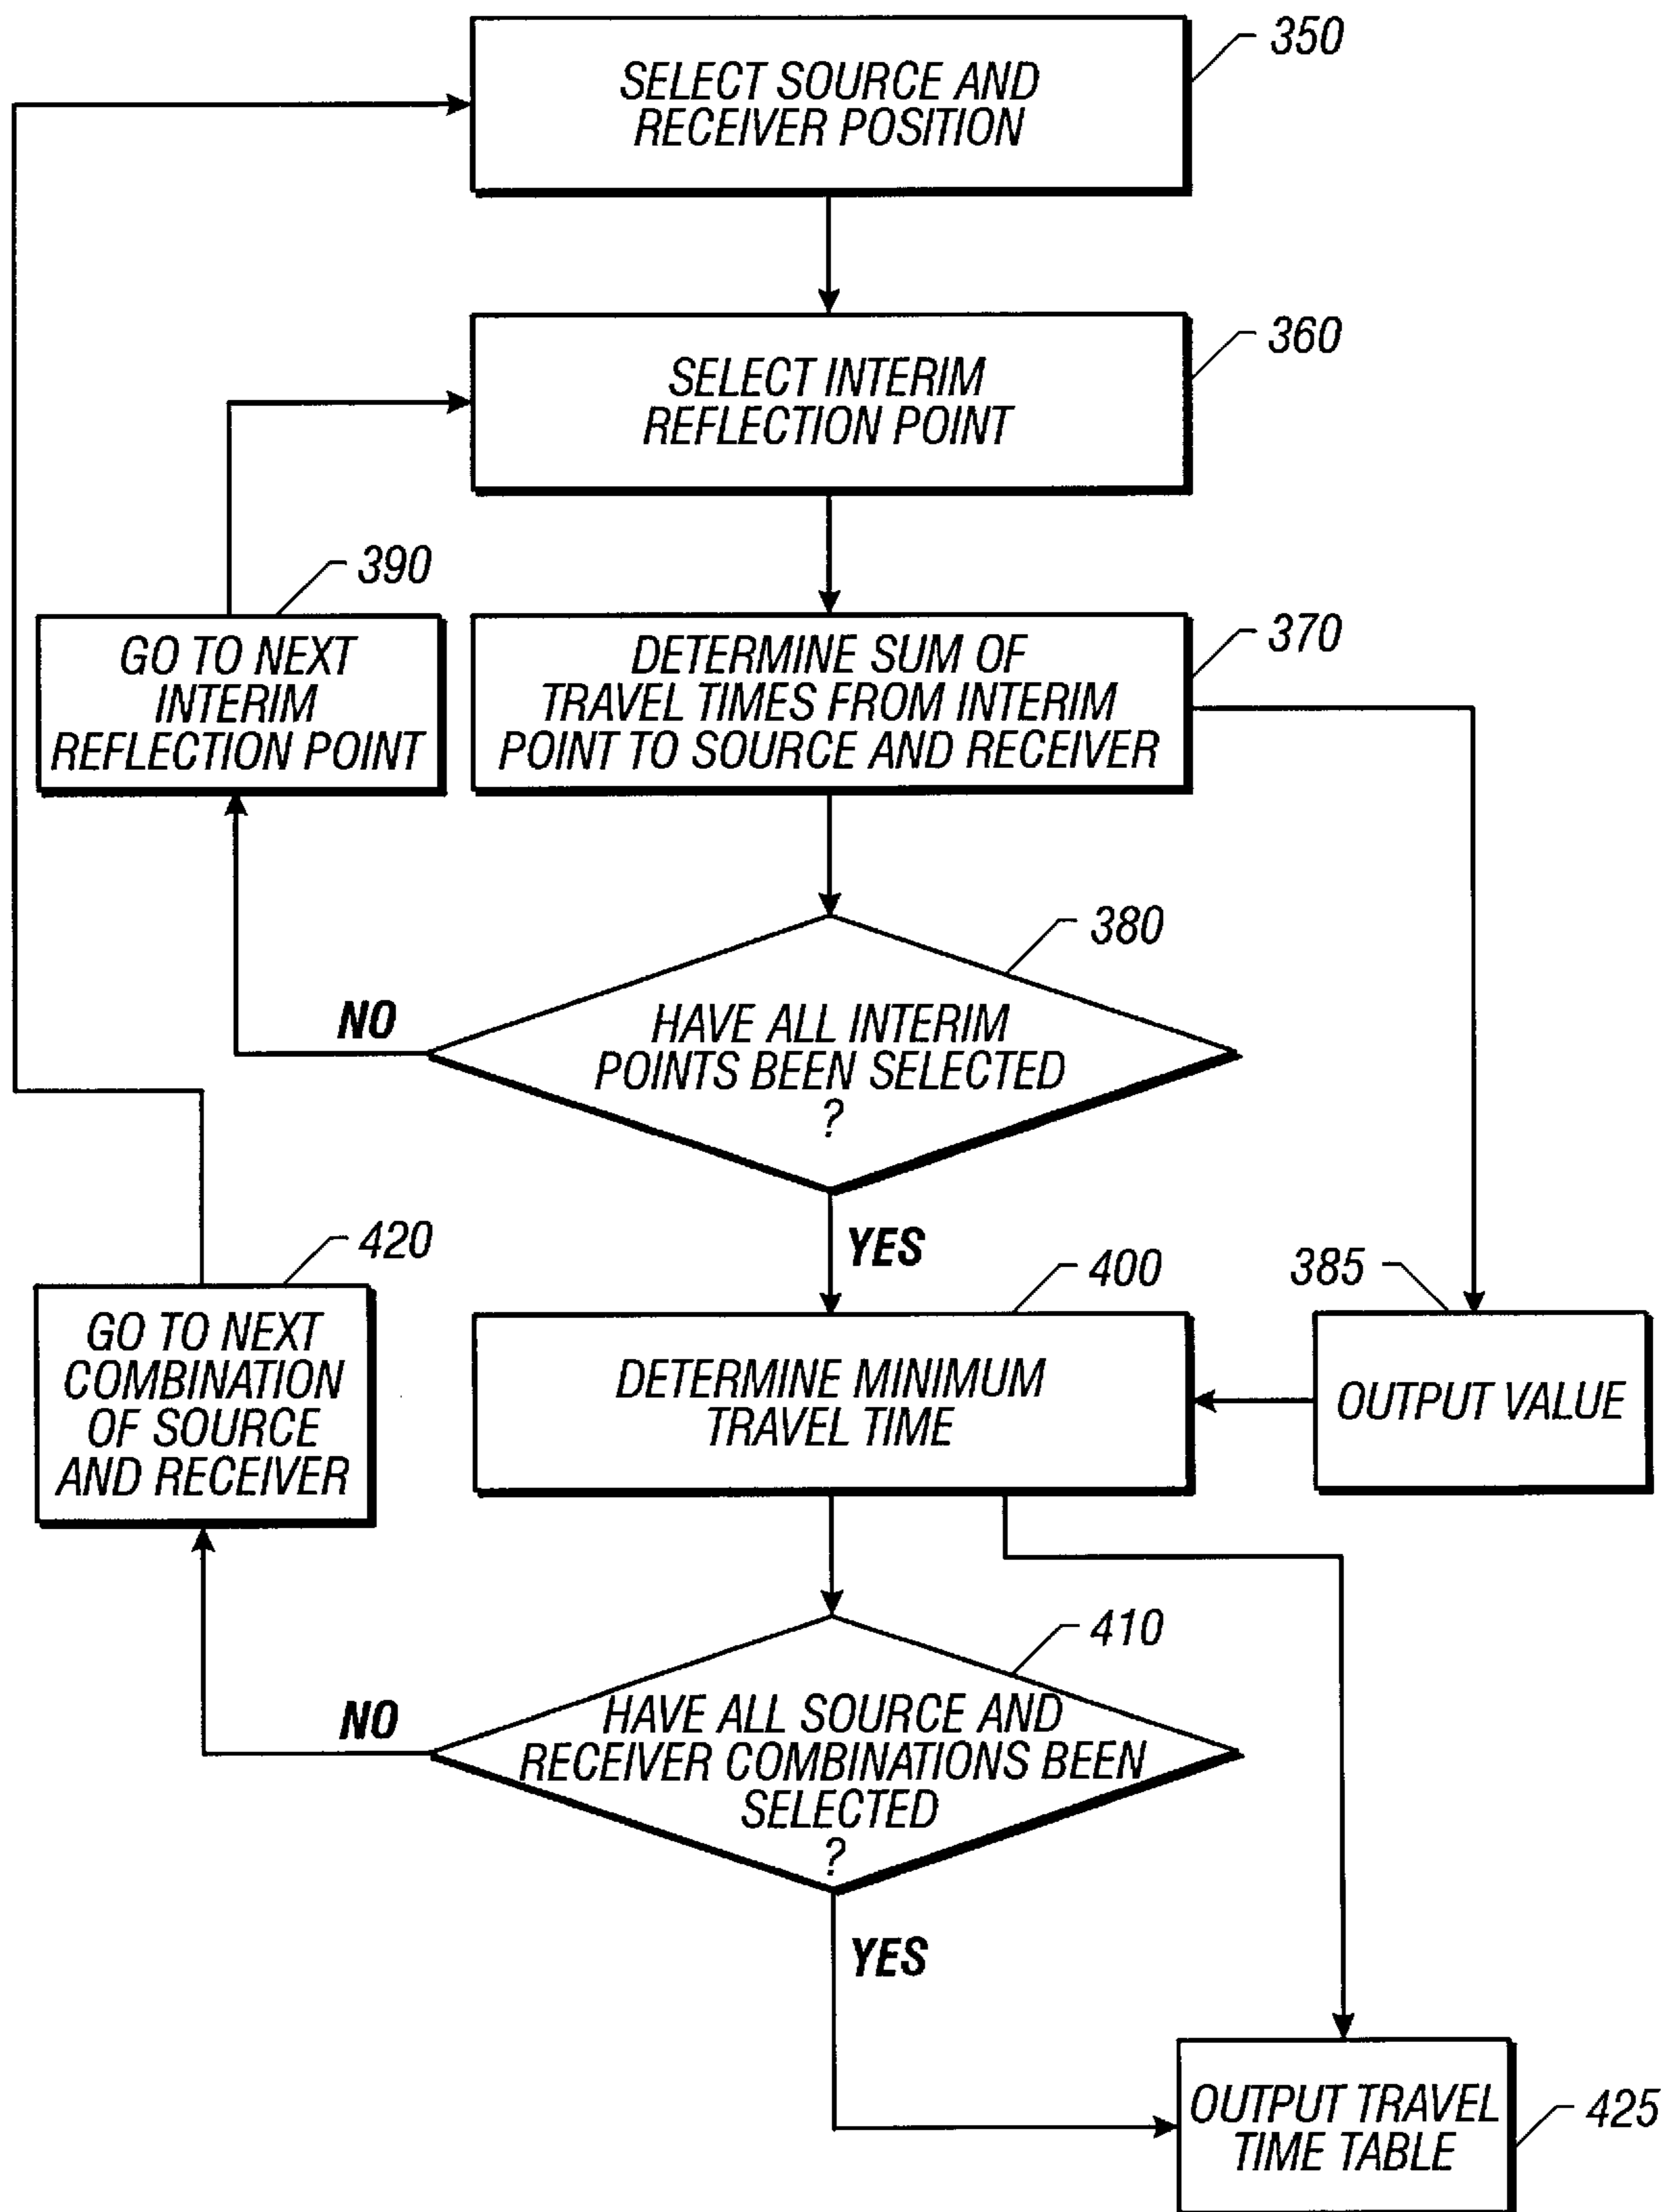 350
SELECT SOURCE AND
RECEIVER POSITION
360
SELECT INTERIM
REFLECTION POINT
390
GO TO NEXT
INTERIM
REFLECTION POINT
370
DETERMINE SUM OF
TRAVEL TIMES FROM INTERIM
POINT TO SOURCE AND RECEIVER
380
NO
HAVE ALL INTERIM
POINTS BEEN SELECTED
?
YES
420
GO TO NEXT
COMBINATION
OF SOURCE
AND RECEIVER
400
DETERMINE MINIMUM
TRAVEL TIME
385
OUTPUT VALUE
410
NO
HAVE ALL SOURCE AND
RECEIVER COMBINATIONS BEEN
SELECTED
?
YES
OUTPUT TRAVEL
TIME TABLE
425